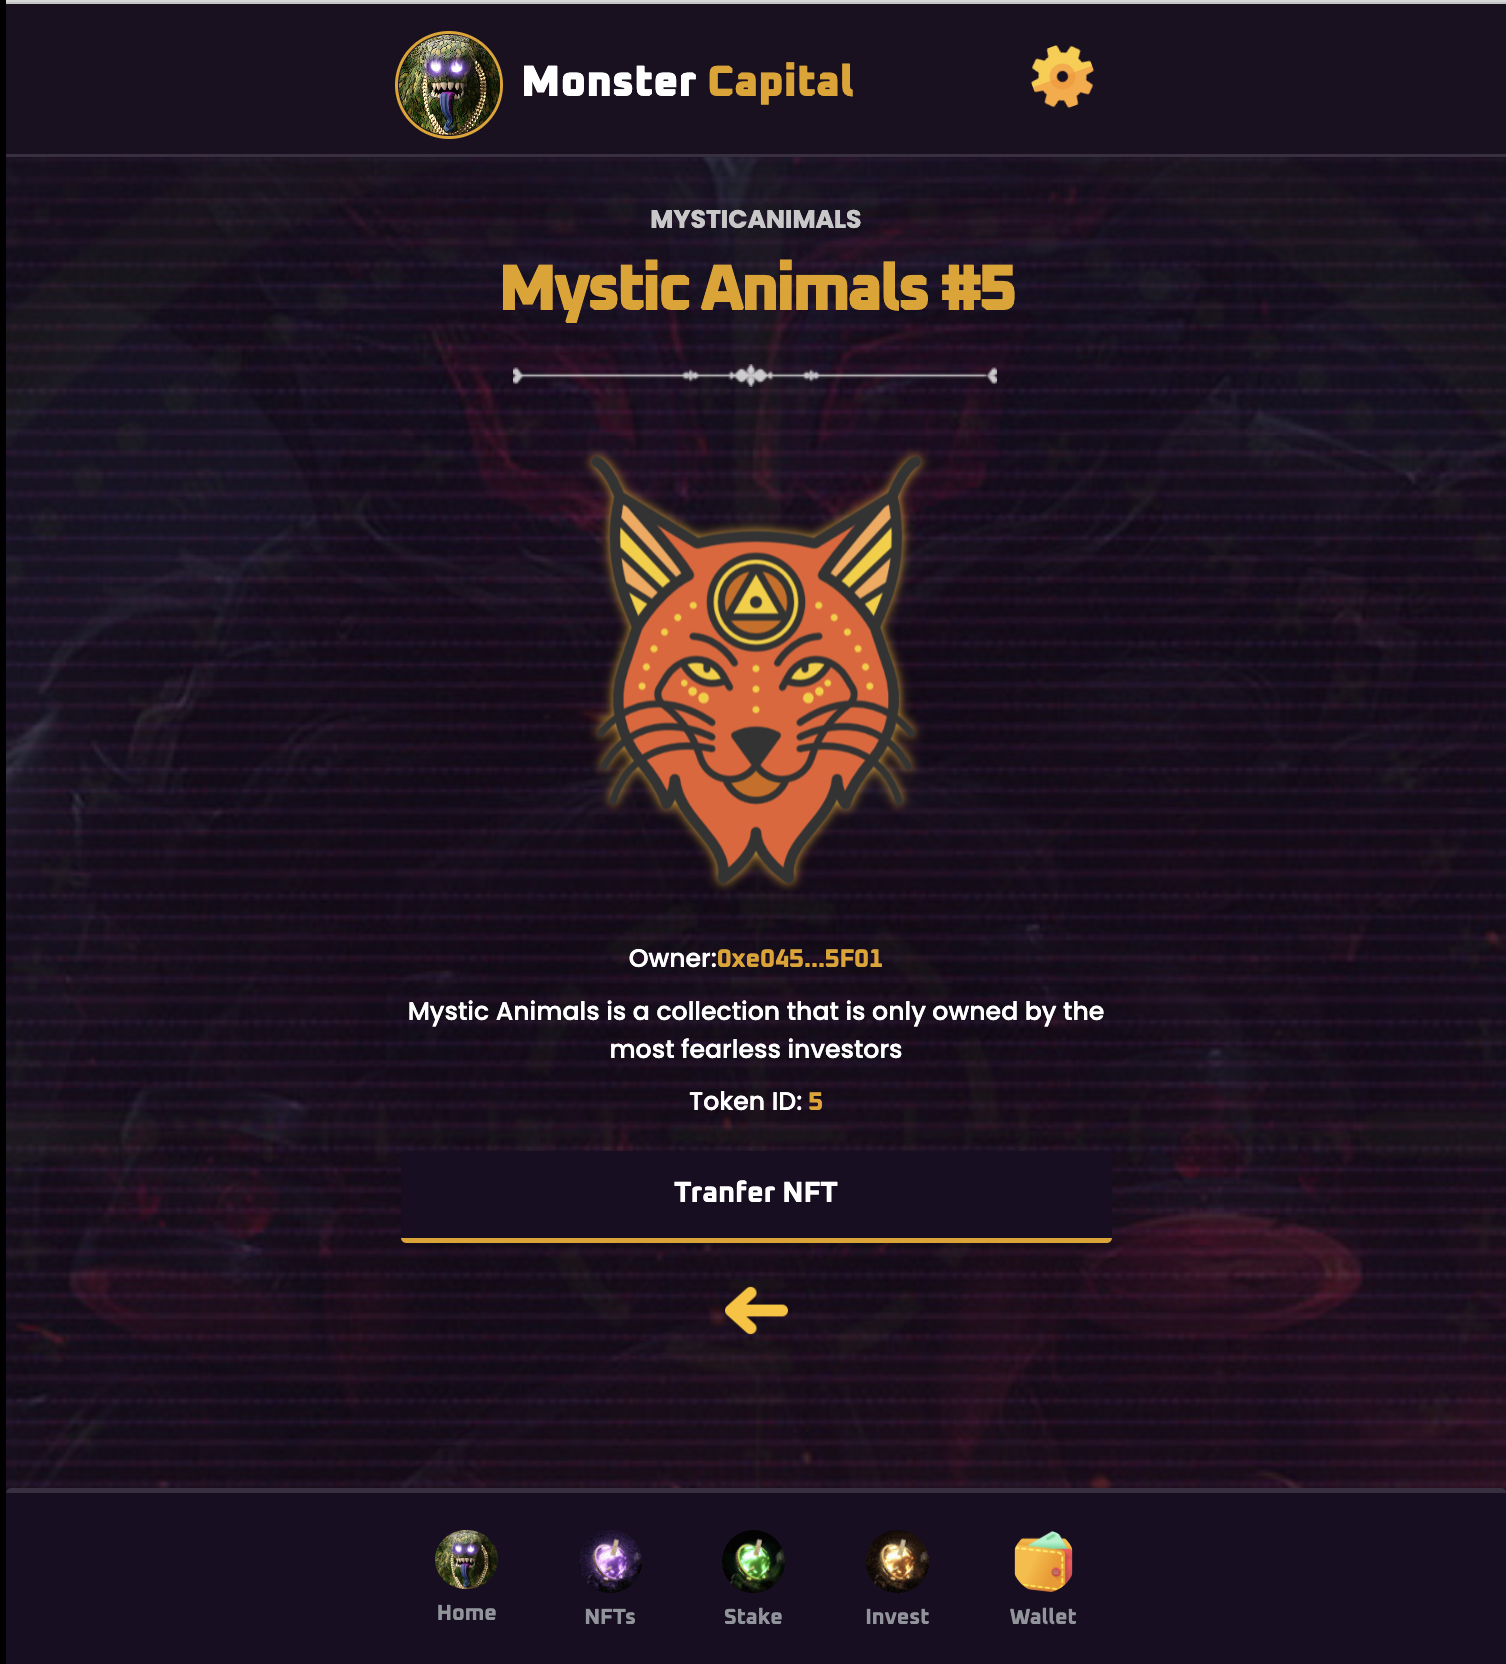 Monster Capital
MYSTICANIMALS
Mystic Animals #5
Owner:0xe045...5F01
Mystic Animals is a collection that is only owned by the
most fearless investors
Token ID: 5
Tranfer NFT
Home NFTs Stake Invest Wallet